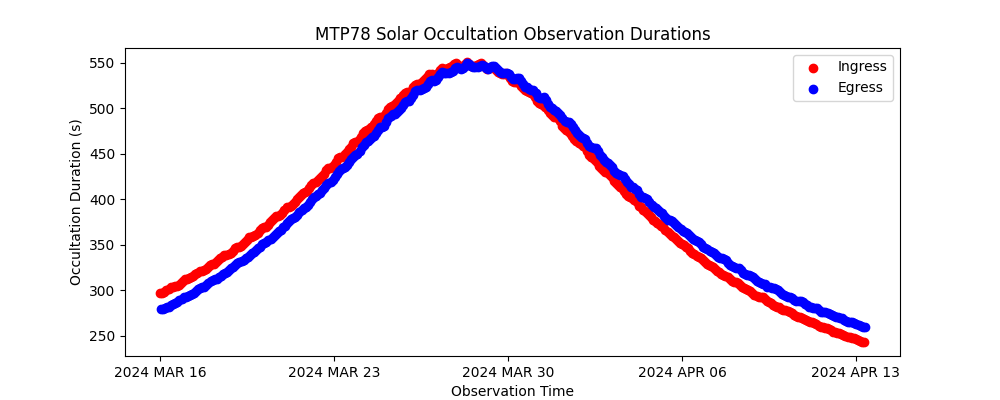 MTP78 Solar Occultation Observation Durations
Ingress
Egress
Occultation Duration (s)
550
500
450
400
350
300
250
2024 MAR 16
2024 MAR 23
2024 MAR 30
2024 APR 06
2024 APR 13
Observation Time